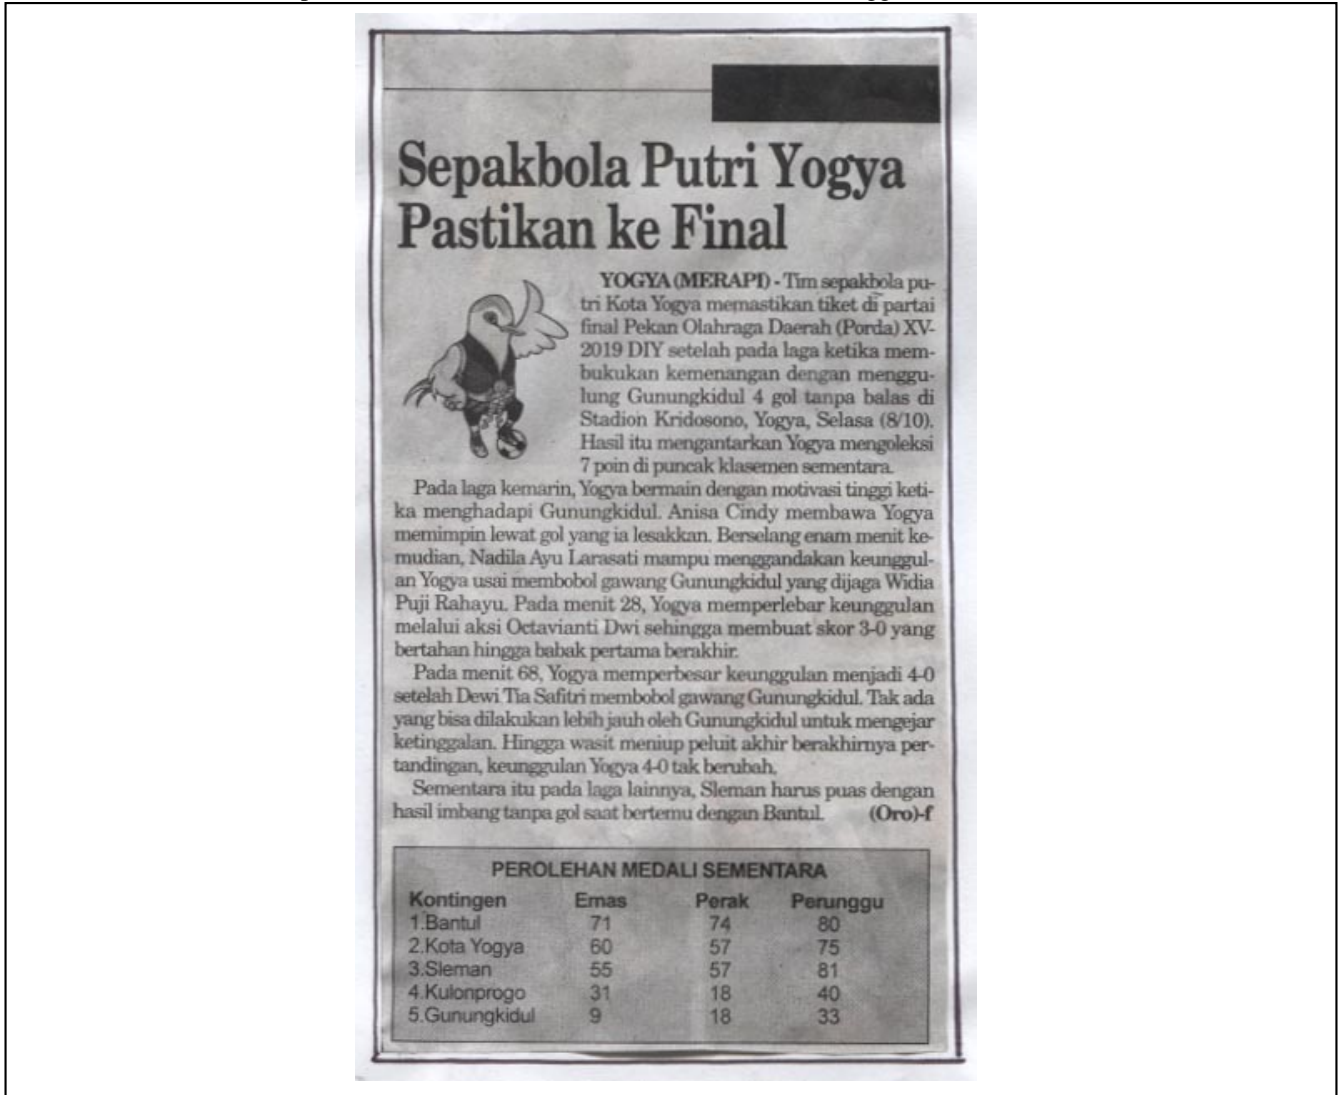 Sepakbola Putri Yogya
Pastikan ke Final
YOGYA (MERAPI) - Tim sepakbola pu-
tri Kota Yogya memastikan tiket di partai
final Pekan Olahraga Daerah (Porda) XV-
2019 DIY setelah pada laga ketika mem-
bukukan kemenangan dengan menggu-
lung Gunungkidul 4 gol tanpa balas di
Stadion Kridosono, Yogya, Selasa (8/10).
Hasil itu mengantarkan Yogya mengoleksi
7 poin di puncak klasemen sementara.
Pada laga kemarin, Yogya bermain dengan motivasi tinggi keti-
ka menghadapi Gunungkidul. Anisa Cindy membawa Yogya
memimpin lewat gol yang ia lesakkan. Berselang enam menit ke-
mudian, Nadila Ayu Larasati mampu menggandakan keunggul-
an Yogya usai membobol gawang Gunungkidul yang dijaga Widia
Puji Rahayu. Pada menit 28, Yogya memperlebar keunggulan
melalui aksi Octavianti Dwi sehingga membuat skor 3-0 yang
bertahan hingga babak pertama berakhir.
Pada menit 68, Yogya memperbesar keunggulan menjadi 4-0
setelah Dewi Tia Safitri membobol gawang Gunungkidul. Tak ada
yang bisa dilakukan lebih jauh oleh Gunungkidul untuk mengejar
ketinggalan. Hingga wasit meniup peluit akhir berakhirnya per-
tandingan, keunggulan Yogya 4-0 tak berubah.
Sementara itu pada laga lainnya, Sleman harus puas dengan
hasil imbang tanpa gol saat bertemu dengan Bantul. (Oro)-f
PEROLEHAN MEDALI SEMENTARA
Kontingen Emas Perak Perunggu
1.Bantul 71 74 80
2.Kota Yogya 60 57 75
3.Sleman 55 57 81
4.Kulonprogo 31 18 40
5.Gunungkidul 9 18 33